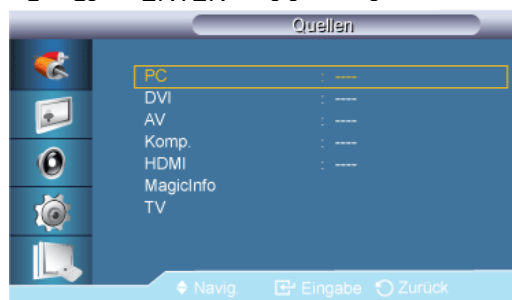 Quellen
PC : ----
DVI : ----
AV : ----
Komp. : ----
HDMI : ----
MagicInfo
TV
Navig. Eingabe Zurück